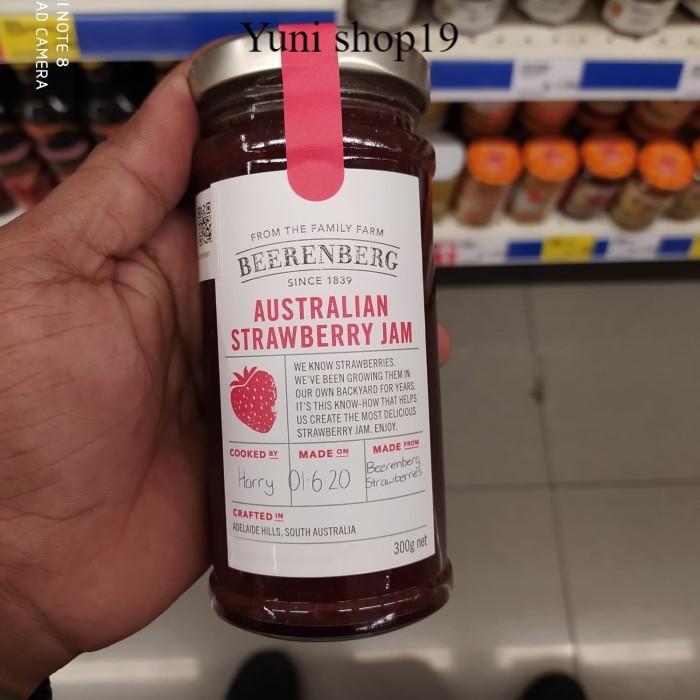 Yuni shop19
I NOTE 8
AD CAMERA
FROM THE FAMILY FARM
BEERENBERG
SINCE 1839
AUSTRALIAN
STRAWBERRY JAM
WE KNOW STRAWBERRIES.
WE'VE BEEN GROWING THEM IN
OUR OWN BACKYARD FOR YEARS.
IT'S THIS KNOW-HOW THAT HELPS
US CREATE THE MOST DELICIOUS
STRAWBERRY JAM. ENJOY.
COOKED BY
Harry
MADE ON
01·6·20
MADE FROM
Beerenberg
Strawberries
CRAFTED IN
ADELAIDE HILLS, SOUTH AUSTRALIA
300g net